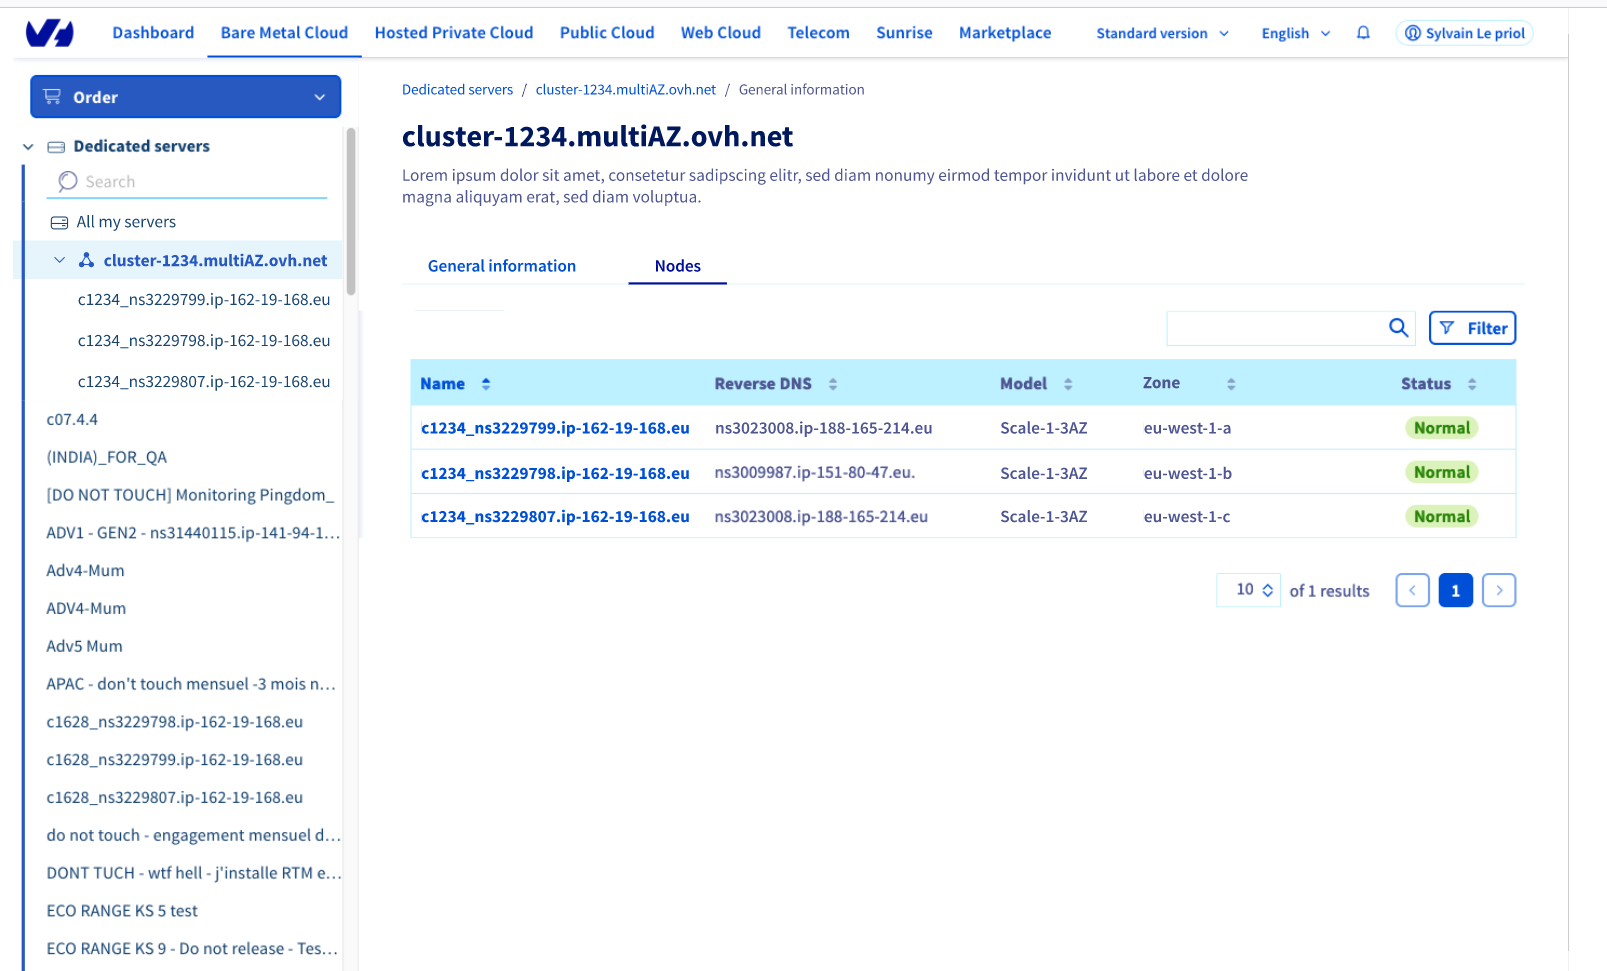 Dashboard Bare Metal Cloud Hosted Private Cloud Public Cloud Web Cloud Telecom Sunrise Marketplace Standard version English Sylvain Le priol
Order
Dedicated servers
Search
All my servers
cluster-1234.multiAZ.ovh.net
c1234_ns3229799.ip-162-19-168.eu
c1234_ns3229798.ip-162-19-168.eu
c1234_ns3229807.ip-162-19-168.eu
c07.4.4
(INDIA)_FOR_QA
[DO NOT TOUCH] Monitoring Pingdom_
ADV1 - GEN2 - ns31440115.ip-141-94-1...
Adv4-Mum
ADV4-Mum
Adv5 Mum
APAC - don't touch mensuel -3 mois n...
c1628_ns3229798.ip-162-19-168.eu
c1628_ns3229799.ip-162-19-168.eu
c1628_ns3229807.ip-162-19-168.eu
do not touch - engagement mensuel d...
DONT TUCH - wtf hell - j'installe RTM e...
ECO RANGE KS 5 test
ECO RANGE KS 9 - Do not release - Tes...
Dedicated servers / cluster-1234.multiAZ.ovh.net / General information
cluster-1234.multiAZ.ovh.net
Lorem ipsum dolor sit amet, consetetur sadipscing elitr, sed diam nonumy eirmod tempor invidunt ut labore et dolore
magna aliquyam erat, sed diam voluptua.
General information Nodes
Filter
Name Reverse DNS Model Zone Status
c1234_ns3229799.ip-162-19-168.eu ns3023008.ip-188-165-214.eu Scale-1-3AZ eu-west-1-a Normal
c1234_ns3229798.ip-162-19-168.eu ns3009987.ip-151-80-47.eu. Scale-1-3AZ eu-west-1-b Normal
c1234_ns3229807.ip-162-19-168.eu ns3023008.ip-188-165-214.eu Scale-1-3AZ eu-west-1-c Normal
10 of 1 results 1